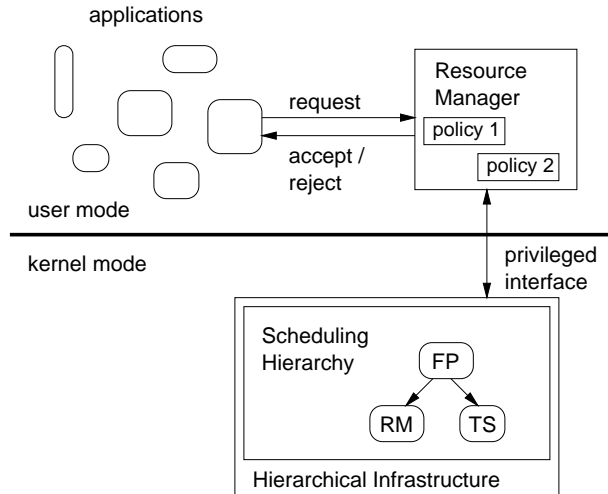 applications
request
accept /
reject
Resource
Manager
policy 1
policy 2
user mode
kernel mode
privileged
interface
Scheduling
Hierarchy
FP
RM
TS
Hierarchical Infrastructure